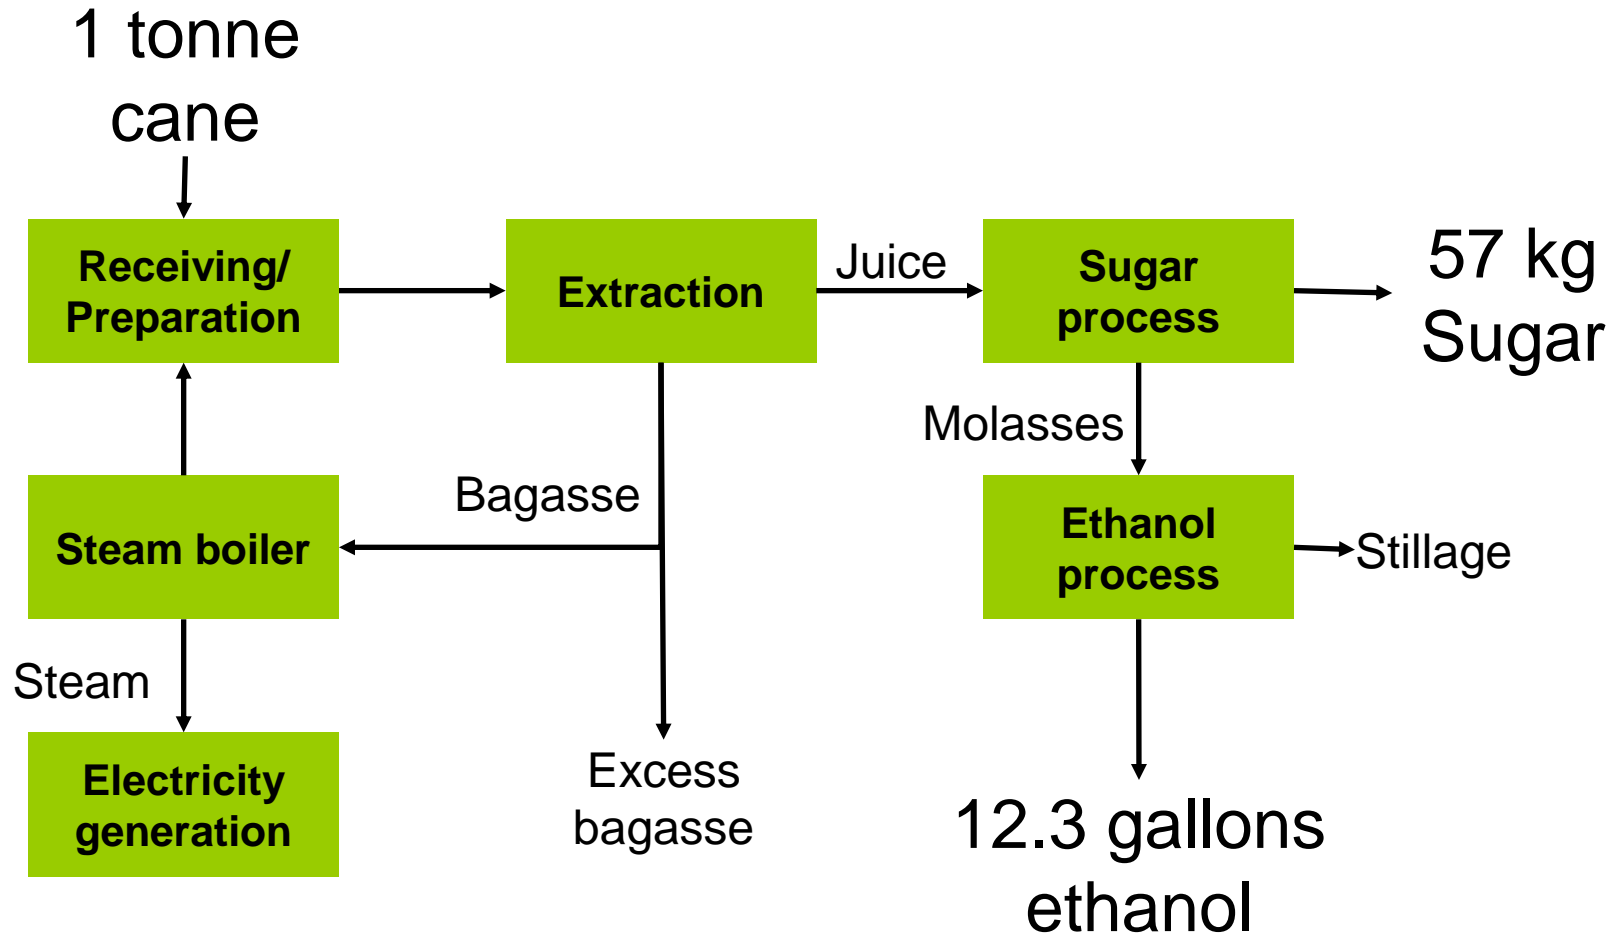 1 tonne
cane
Receiving/
Preparation
Extraction
Juice
Sugar
process
57 kg
Sugar
Molasses
Bagasse
Steam boiler
Ethanol
process
Stillage
Steam
Electricity
generation
Excess
bagasse
12.3 gallons
ethanol